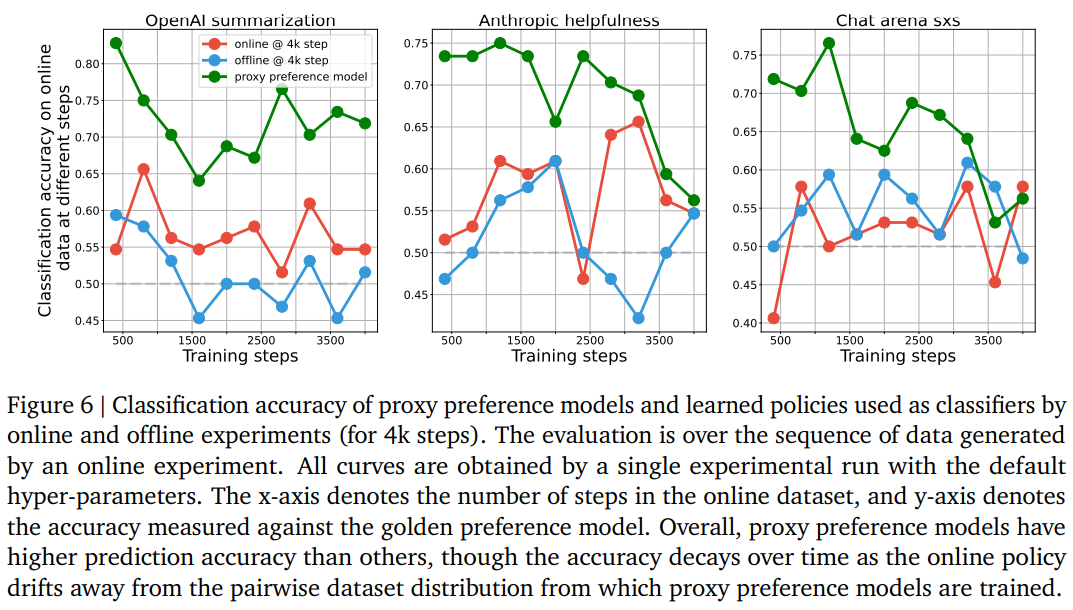 OpenAI summarization
Anthropic helpfulness
Chat arena sxs
Classification accuracy on online
data at different steps
online @ 4k step
offline @ 4k step
proxy preference model
0.80
0.75
0.70
0.65
0.60
0.55
0.50
0.45
500
1500
2500
3500
Training steps
0.75
0.70
0.65
0.60
0.55
0.50
0.45
500
1500
2500
3500
Training steps
0.75
0.70
0.65
0.60
0.55
0.50
0.45
0.40
500
1500
2500
3500
Training steps
Figure 6 | Classification accuracy of proxy preference models and learned policies used as classifiers by
online and offline experiments (for 4k steps). The evaluation is over the sequence of data generated
by an online experiment. All curves are obtained by a single experimental run with the default
hyper-parameters. The x-axis denotes the number of steps in the online dataset, and y-axis denotes
the accuracy measured against the golden preference model. Overall, proxy preference models have
higher prediction accuracy than others, though the accuracy decays over time as the online policy
drifts away from the pairwise dataset distribution from which proxy preference models are trained.